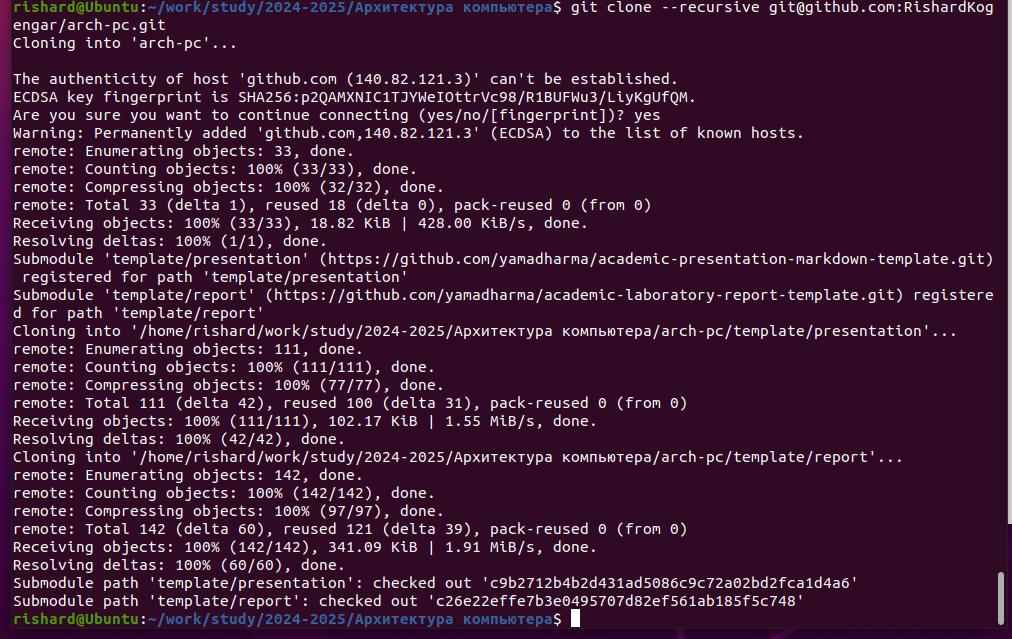 rishard@Ubuntu:~/work/study/2024-2025/Архитектура компьютера$ git clone --recursive git@github.com:RishardKog
engar/arch-pc.git
Cloning into 'arch-pc'...
The authenticity of host 'github.com (140.82.121.3)' can't be established.
ECDSA key fingerprint is SHA256:p2QAMXNIC1TJYWeIOttrVc98/R1BUFWu3/LiyKgUfQM.
Are you sure you want to continue connecting (yes/no/[fingerprint])? yes
Warning: Permanently added 'github.com,140.82.121.3' (ECDSA) to the list of known hosts.
remote: Enumerating objects: 33, done.
remote: Counting objects: 100% (33/33), done.
remote: Compressing objects: 100% (32/32), done.
remote: Total 33 (delta 1), reused 18 (delta 0), pack-reused 0 (from 0)
Receiving objects: 100% (33/33), 18.82 KiB | 428.00 KiB/s, done.
Resolving deltas: 100% (1/1), done.
Submodule 'template/presentation' (https://github.com/yamadharma/academic-presentation-markdown-template.git)
 registered for path 'template/presentation'
Submodule 'template/report' (https://github.com/yamadharma/academic-laboratory-report-template.git) registere
d for path 'template/report'
Cloning into '/home/rishard/work/study/2024-2025/Архитектура компьютера/arch-pc/template/presentation'...
remote: Enumerating objects: 111, done.
remote: Counting objects: 100% (111/111), done.
remote: Compressing objects: 100% (77/77), done.
remote: Total 111 (delta 42), reused 100 (delta 31), pack-reused 0 (from 0)
Receiving objects: 100% (111/111), 102.17 KiB | 1.55 MiB/s, done.
Resolving deltas: 100% (42/42), done.
Cloning into '/home/rishard/work/study/2024-2025/Архитектура компьютера/arch-pc/template/report'...
remote: Enumerating objects: 142, done.
remote: Counting objects: 100% (142/142), done.
remote: Compressing objects: 100% (97/97), done.
remote: Total 142 (delta 60), reused 121 (delta 39), pack-reused 0 (from 0)
Receiving objects: 100% (142/142), 341.09 KiB | 1.91 MiB/s, done.
Resolving deltas: 100% (60/60), done.
Submodule path 'template/presentation': checked out 'c9b2712b4b2d431ad5086c9c72a02bd2fca1d4a6'
Submodule path 'template/report': checked out 'c26e22effe7b3e0495707d82ef561ab185f5c748'
rishard@Ubuntu:~/work/study/2024-2025/Архитектура компьютера$